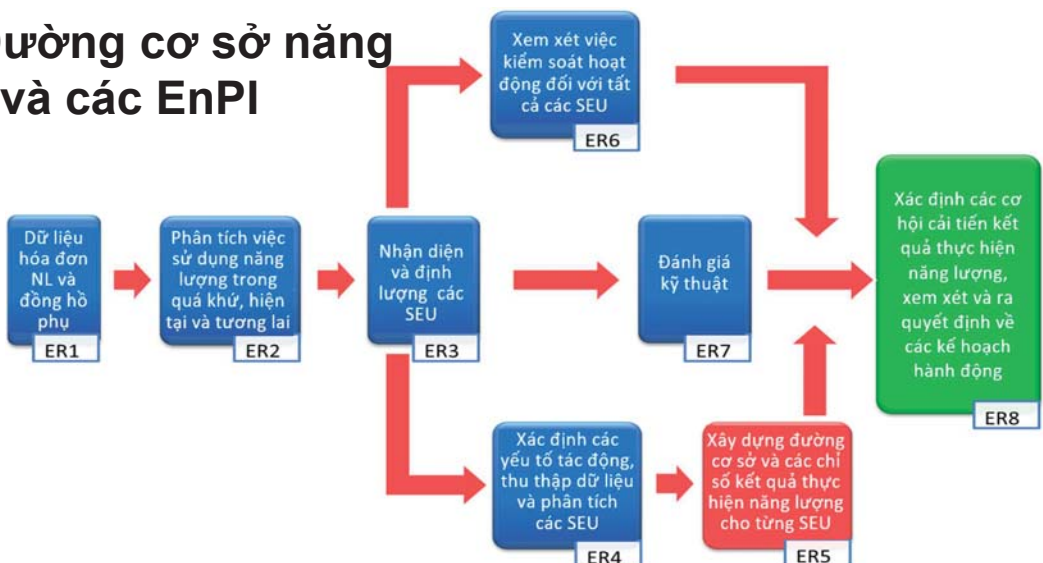 ường cơ sở năng
và các EnPI
Xem xét việc
kiểm soát hoạt
động đối với tất
cả các SEU
ER6
Dữ liệu
hóa đơn
NL và
đồng hồ
phụ
ER1
Phân tích việc
sử dụng năng
lượng trong
quá khứ, hiện
tại và tương lai
ER2
Nhận diện
và định
lượng các
SEU
ER3
Đánh giá
kỹ thuật
ER7
Xác định các cơ
hội cải tiến kết
quả thực hiện
năng lượng,
xem xét và ra
quyết định về
các kế hoạch
hành động
ER8
Xác định các
yếu tố tác động,
thu thập dữ liệu
và phân tích
các SEU
ER4
Xây dựng đường
cơ sở và các chỉ
số kết quả thực
hiện năng lượng
cho từng SEU
ER5